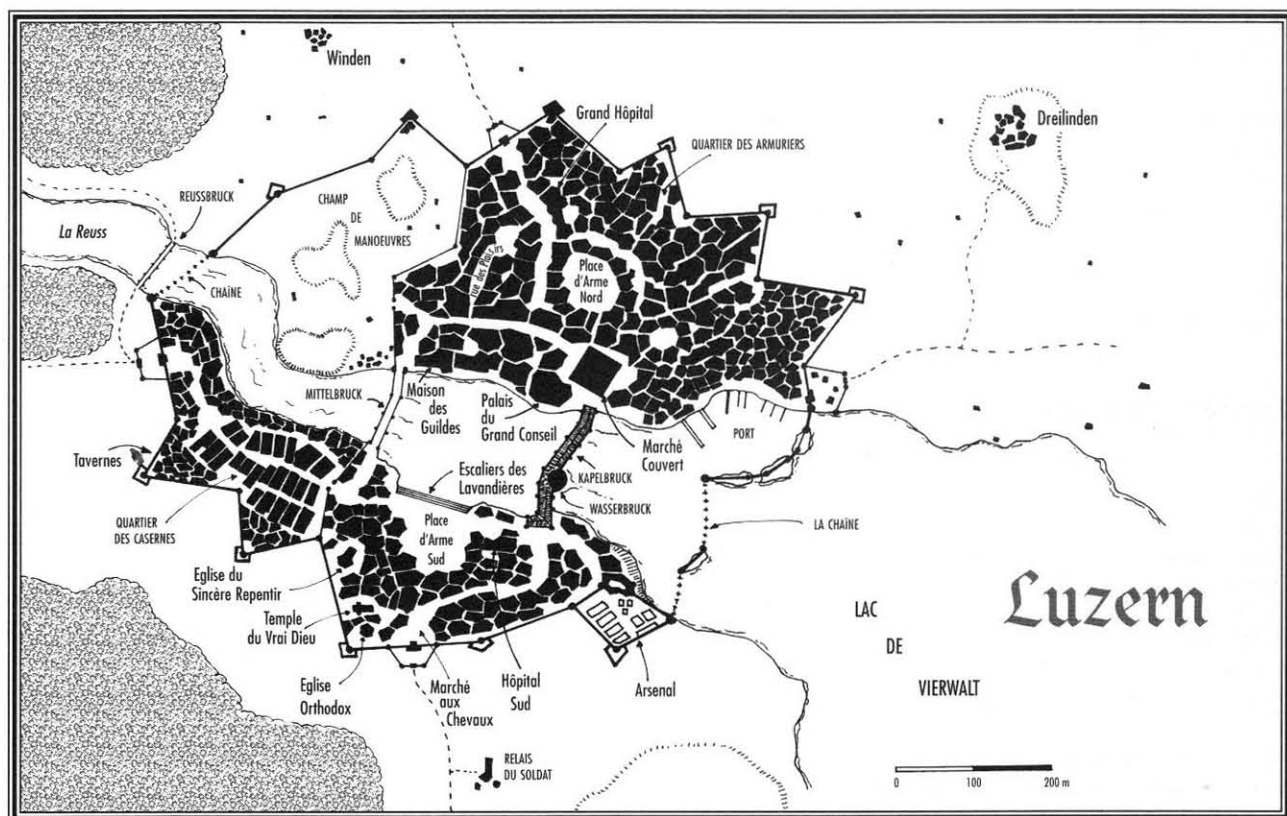 Winden
Grand Hôpital
Dreilinden
QUARTIER DES ARMURIERS
REUSSBRUCK
CHAMP
DE
MANOEUVRES
La Reuss
rue des Plaisirs
Place
d'Arme
Nord
CHAÎNE
MITTELBRUCK
Maison
des
Guildes
Palais
du
Grand Conseil
Marché
Couvert
PORT
Tavernes
Escaliers des
Lavandières
KAPELBRUCK
WASSERBRUCK
QUARTIER
DES CASERNES
Place
d'Arme
Sud
LA CHAÎNE
Eglise du
Sincère Repentir
Luzern
LAC
DE
VIERWALT
Temple
du Vrai Dieu
Eglise
Orthodox
Marché
aux
Chevaux
Hôpital
Sud
Arsenal
RELAIS
DU SOLDAT
0 100 200 m